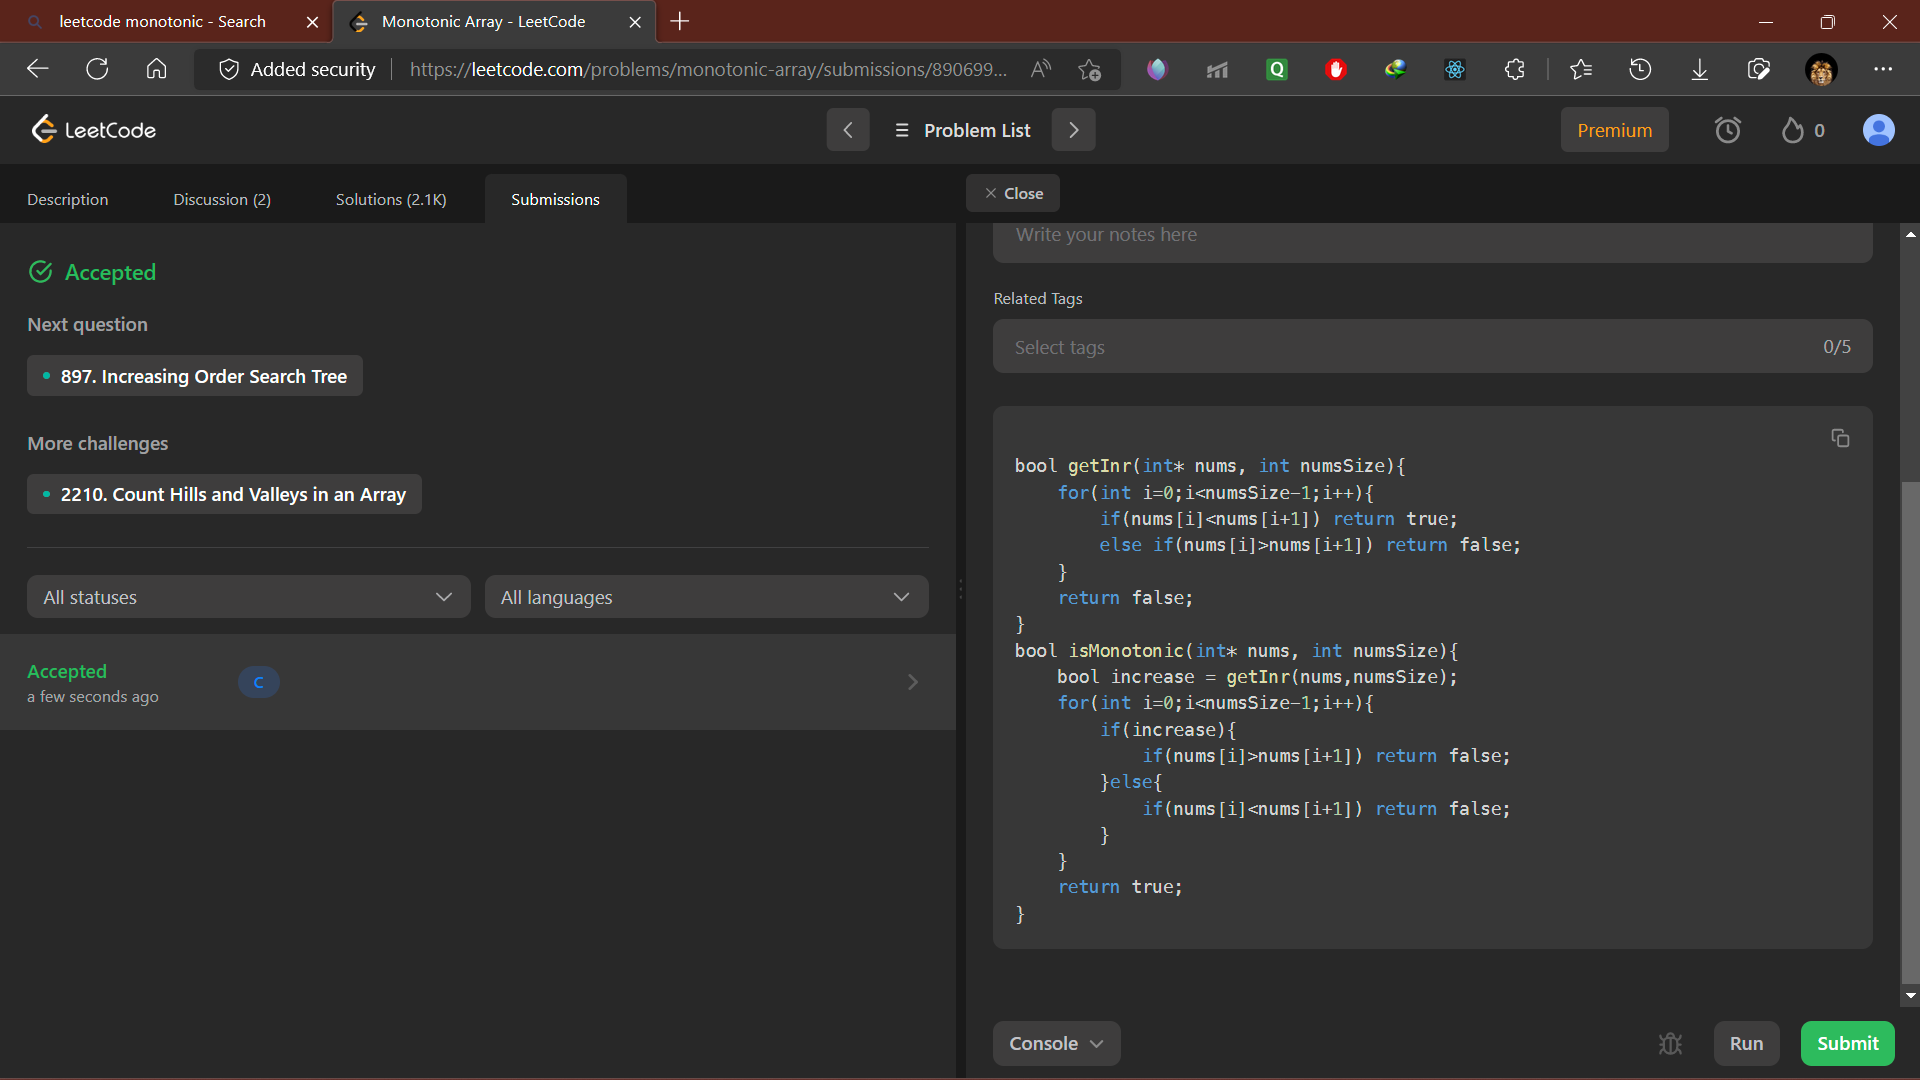 leetcode monotonic - Search
Monotonic Array - LeetCode
Added security
https://leetcode.com/problems/monotonic-array/submissions/890699...
LeetCode
Problem List
Premium
0
Description
Discussion (2)
Solutions (2.1K)
Submissions
Close
Accepted
Next question
897. Increasing Order Search Tree
More challenges
2210. Count Hills and Valleys in an Array
All statuses
All languages
Accepted
a few seconds ago
C
Write your notes here
Related Tags
Select tags
0/5
bool getInr(int* nums, int numsSize){
    for(int i=0;i<numsSize-1;i++){
        if(nums[i]<nums[i+1]) return true;
        else if(nums[i]>nums[i+1]) return false;
    }
    return false;
}
bool isMonotonic(int* nums, int numsSize){
    bool increase = getInr(nums,numsSize);
    for(int i=0;i<numsSize-1;i++){
        if(increase){
            if(nums[i]>nums[i+1]) return false;
        }else{
            if(nums[i]<nums[i+1]) return false;
        }
    }
    return true;
}
Console
Run
Submit